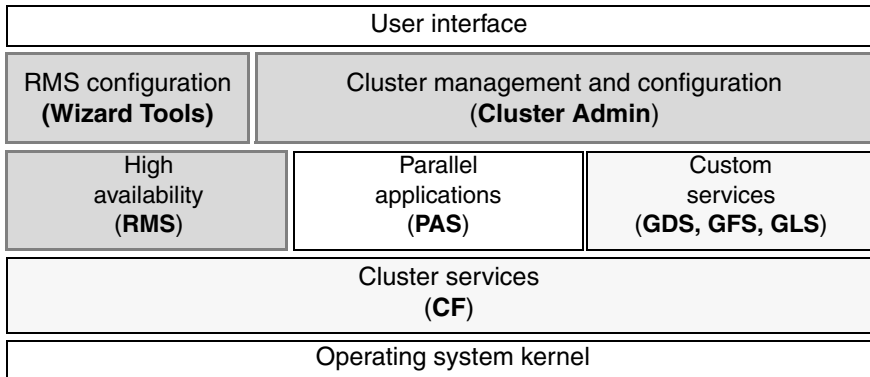 User interface
RMS configuration
(Wizard Tools)
Cluster management and configuration
(Cluster Admin)
High
availability
(RMS)
Parallel
applications
(PAS)
Custom
services
(GDS, GFS, GLS)
Cluster services
(CF)
Operating system kernel